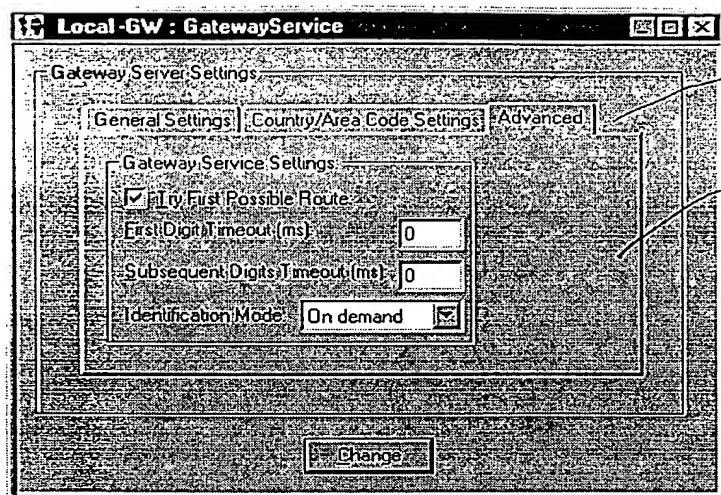 Local-GW : GatewayService
Gateway Server Settings
General Settings Country/Area Code Settings Advanced
Gateway Service Settings
Try First Possible Route
First Digit Timeout (ms): 0
Subsequent Digits Timeout (ms): 0
Identification Mode: On demand
Change